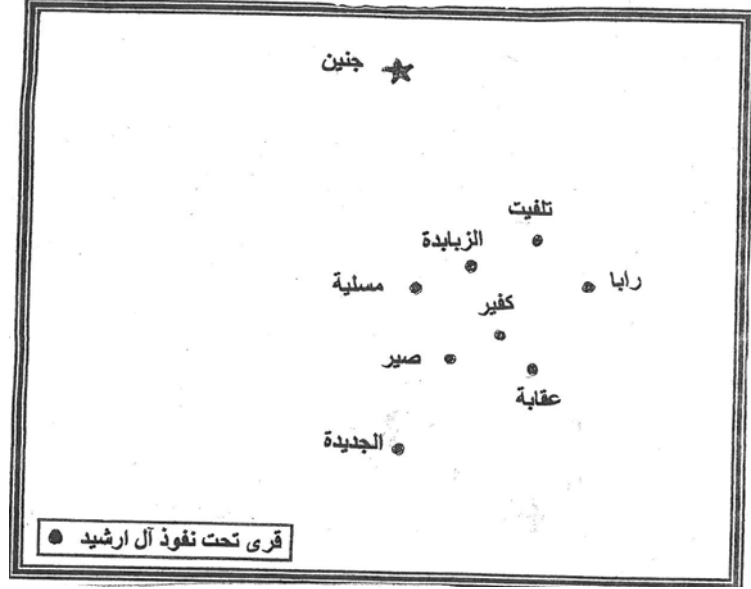 جنين
تلفيت
الزبابدة
رابا
مسلية
كفير
صير
عقابة
الجديدة
قرى تحت نفوذ آل ارشيد